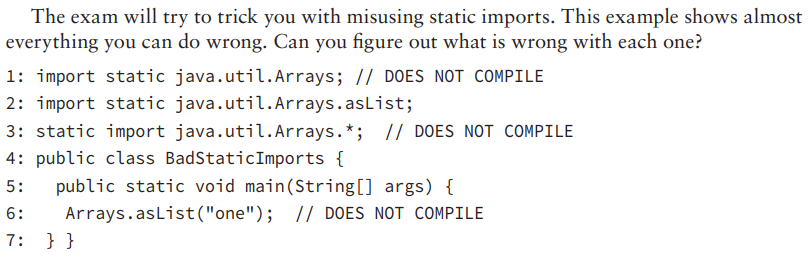 The exam will try to trick you with misusing static imports. This example shows almost
everything you can do wrong. Can you figure out what is wrong with each one?
1: import static java.util.Arrays; // DOES NOT COMPILE
2: import static java.util.Arrays.asList;
3: static import java.util.Arrays.*;  // DOES NOT COMPILE
4: public class BadStaticImports {
5:   public static void main(String[] args) {
6:    Arrays.asList("one");  // DOES NOT COMPILE
7:  } }